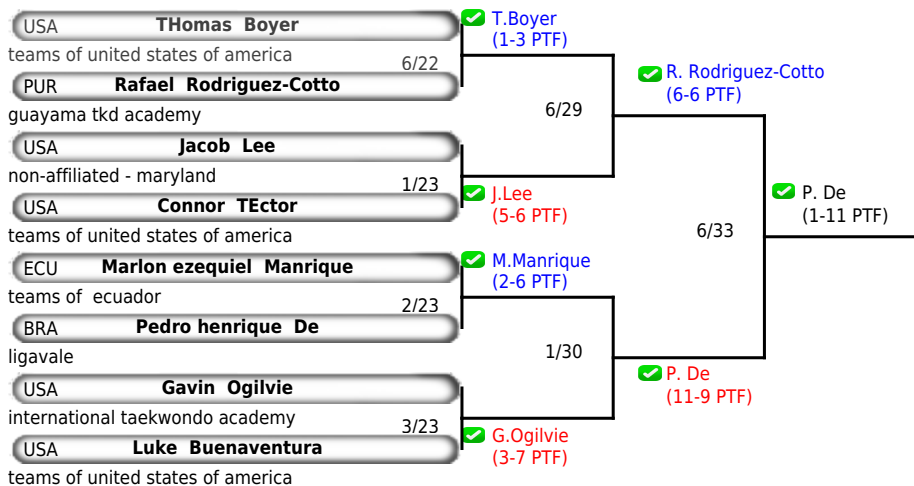 USA THomas Boyer
teams of united states of america
6/22
PUR Rafael Rodriguez-Cotto
guayama tkd academy
USA Jacob Lee
non-affiliated - maryland
1/23
USA Connor TEctor
teams of united states of america
ECU Marlon ezequiel Manrique
teams of ecuador
2/23
BRA Pedro henrique De
ligavale
USA Gavin Ogilvie
international taekwondo academy
3/23
USA Luke Buenaventura
teams of united states of america
T.Boyer
(1-3 PTF)
6/29
J.Lee
(5-6 PTF)
M.Manrique
(2-6 PTF)
1/30
G.Ogilvie
(3-7 PTF)
R. Rodriguez-Cotto
(6-6 PTF)
6/33
P. De
(11-9 PTF)
P. De
(1-11 PTF)